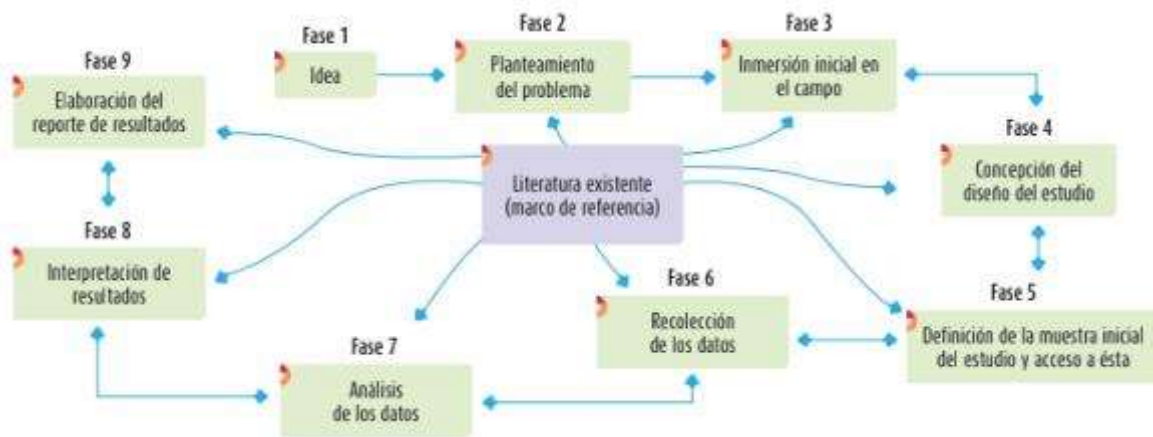 Fase 1
Idea
Fase 2
Planteamiento
del problema
Fase 3
Inmersión inicial en
el campo
Fase 4
Concepción del
diseño del estudio
Fase 5
Definición de la muestra inicial
del estudio y acceso a ésta
Fase 6
Recolección
de los datos
Fase 7
Análisis
de los datos
Fase 8
Interpretación de
resultados
Fase 9
Elaboración del
reporte de resultados
Literatura existente
(marco de referencia)